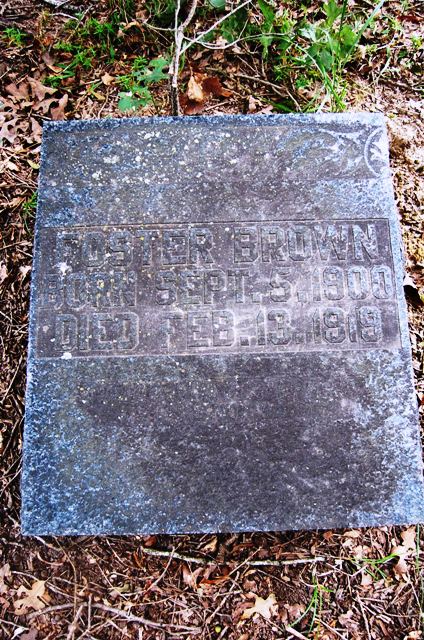 FOSTER BROWN
BORN SEPT. 5, 1900
DIED FEB. 13. 1919